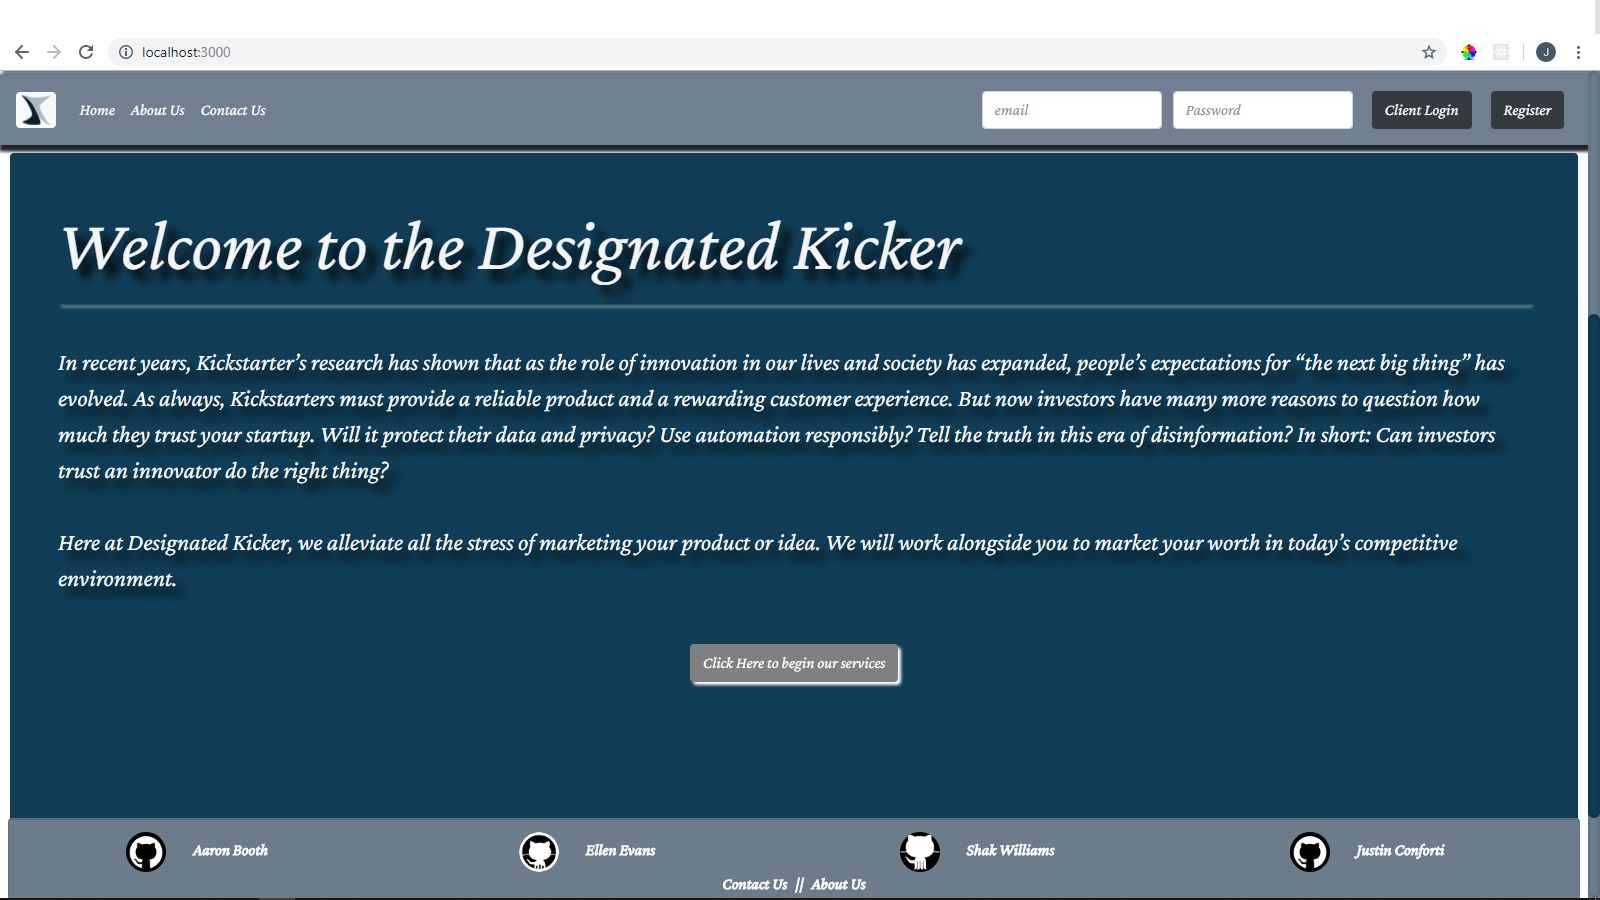 localhost:3000
J
Home About Us Contact Us email Password Client Login Register
Welcome to the Designated Kicker
In recent years, Kickstarter’s research has shown that as the role of innovation in our lives and society has expanded, people’s expectations for “the next big thing” has
evolved. As always, Kickstarters must provide a reliable product and a rewarding customer experience. But now investors have many more reasons to question how
much they trust your startup. Will it protect their data and privacy? Use automation responsibly? Tell the truth in this era of disinformation? In short: Can investors
trust an innovator do the right thing?
Here at Designated Kicker, we alleviate all the stress of marketing your product or idea. We will work alongside you to market your worth in today’s competitive
environment.
Click Here to begin our services
Aaron Booth Ellen Evans Shak Williams Justin Conforti
Contact Us || About Us